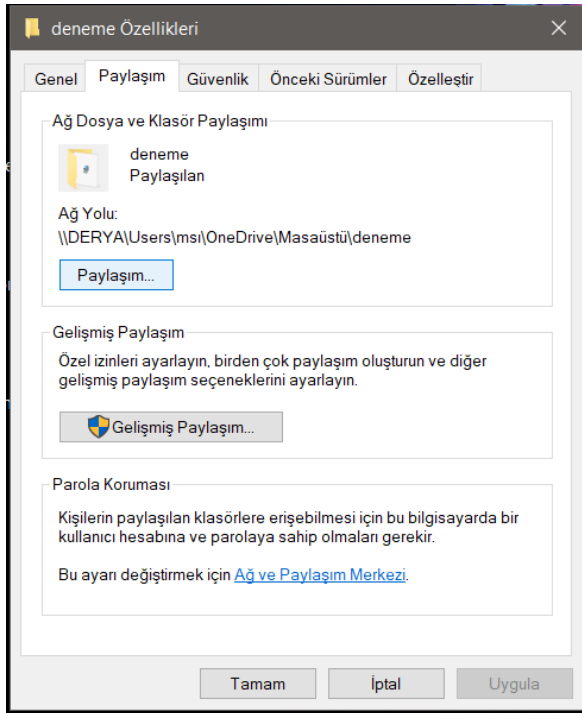 deneme Özellikleri
Genel Paylaşım Güvenlik Önceki Sürümler Özelleştir
Ağ Dosya ve Klasör Paylaşımı
deneme
Paylaşılan
Ağ Yolu:
\\DERYA\Users\msı\OneDrive\Masaüstü\deneme
Paylaşım...
Gelişmiş Paylaşım
Özel izinleri ayarlayın, birden çok paylaşım oluşturun ve diğer
gelişmiş paylaşım seçeneklerini ayarlayın.
Gelişmiş Paylaşım...
Parola Koruması
Kişilerin paylaşılan klasörlere erişebilmesi için bu bilgisayarda bir
kullanıcı hesabına ve parolaya sahip olmaları gerekir.
Bu ayarı değiştirmek için Ağ ve Paylaşım Merkezi.
Tamam İptal Uygula